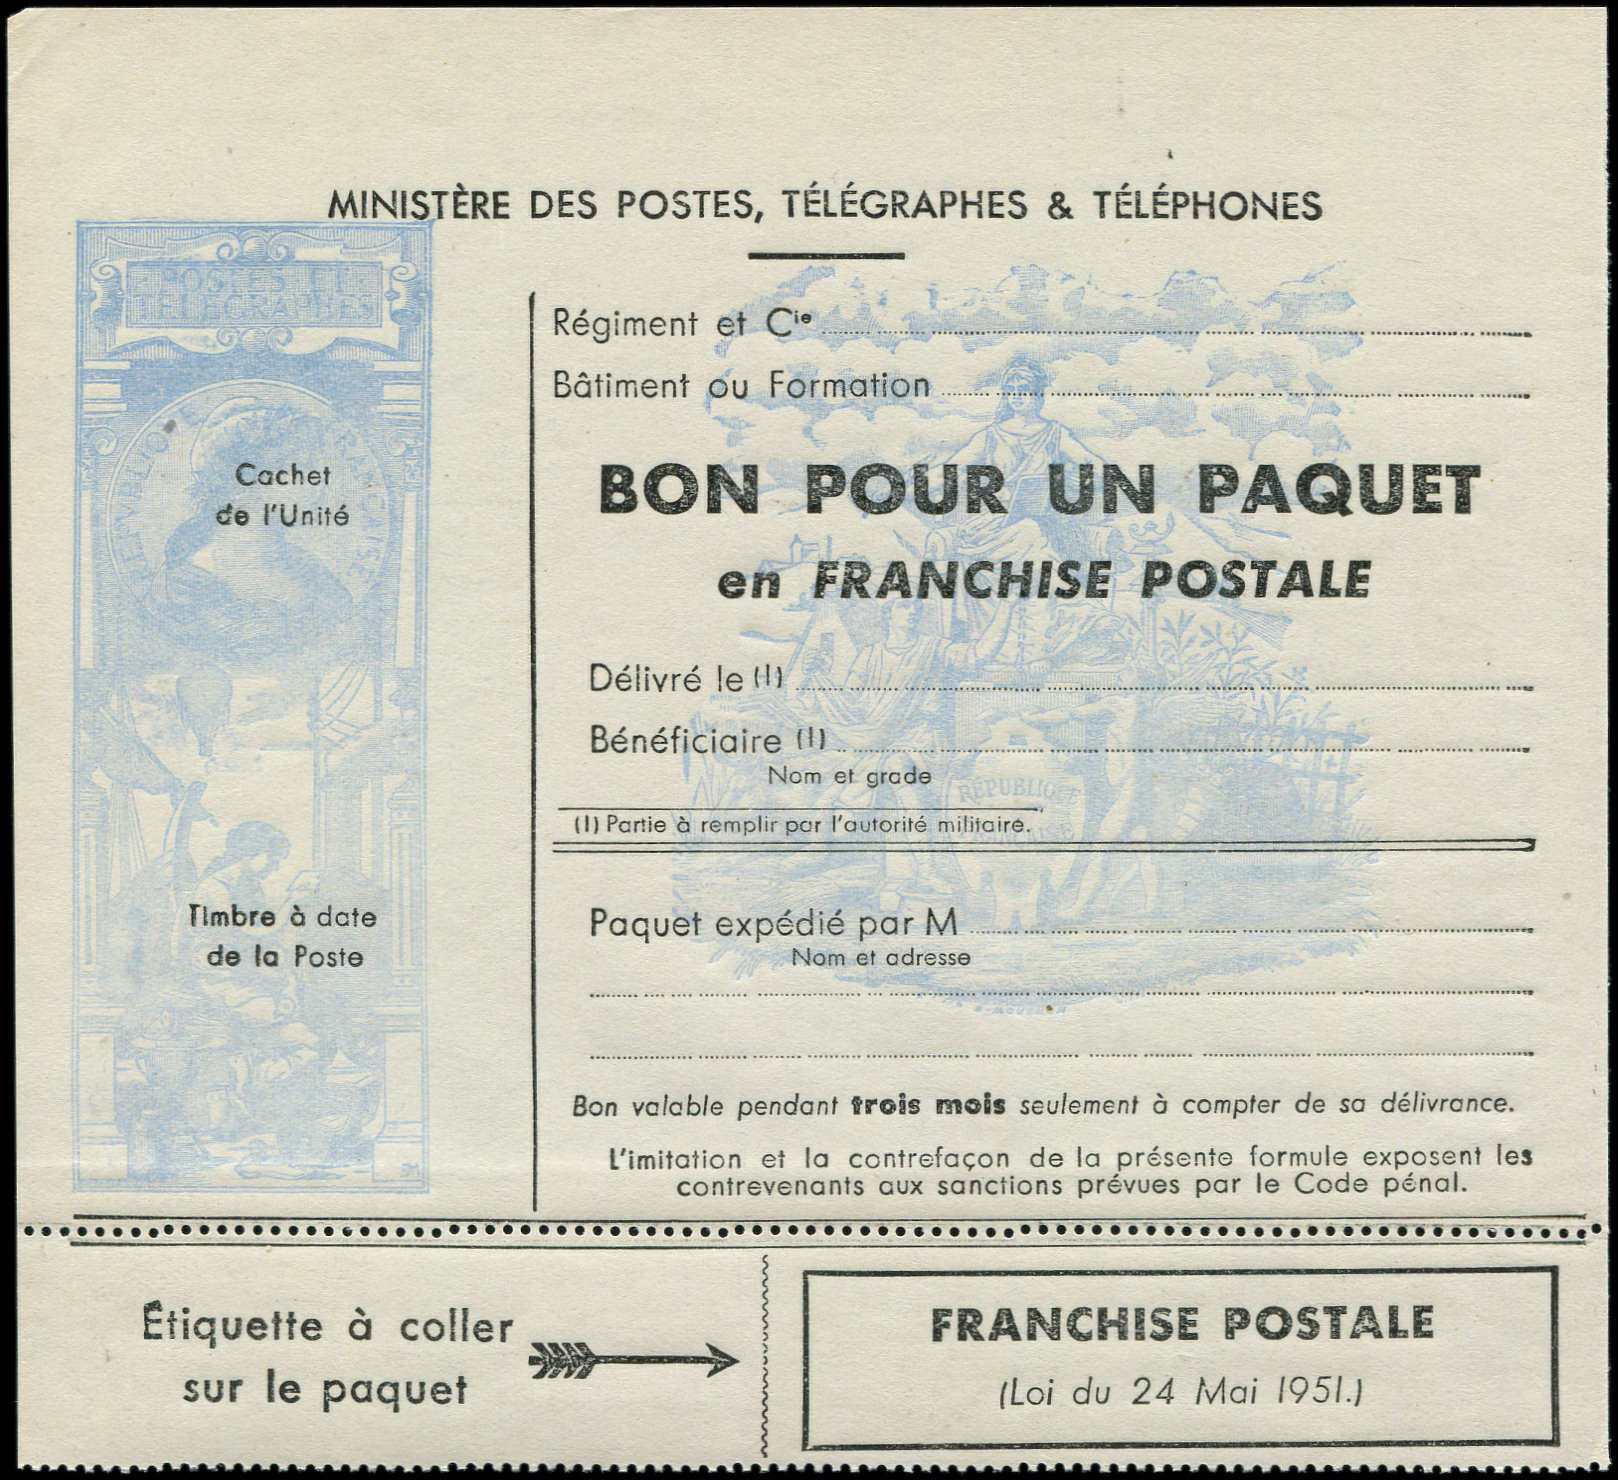 MINISTÈRE DES POSTES, TÉLÉGRAPHES & TÉLÉPHONES
POSTES ET
TÉLÉGRAPHES
RÉPUBLIQUE FRANÇAISE
Cachet
de l'Unité
Timbre à date
de la Poste
Régiment et Cie
Bâtiment ou Formation
BON POUR UN PAQUET
en FRANCHISE POSTALE
Délivré le (1)
Bénéficiaire (1)
Nom et grade
RÉPUBLIQUE
FRANÇAISE
(1) Partie à remplir par l'autorité militaire.
Paquet expédié par M
Nom et adresse
Bon valable pendant trois mois seulement à compter de sa délivrance.
L'imitation et la contrefaçon de la présente formule exposent les
contrevenants aux sanctions prévues par le Code pénal.
Étiquette à coller
sur le paquet
FRANCHISE POSTALE
(Loi du 24 Mai 1951.)